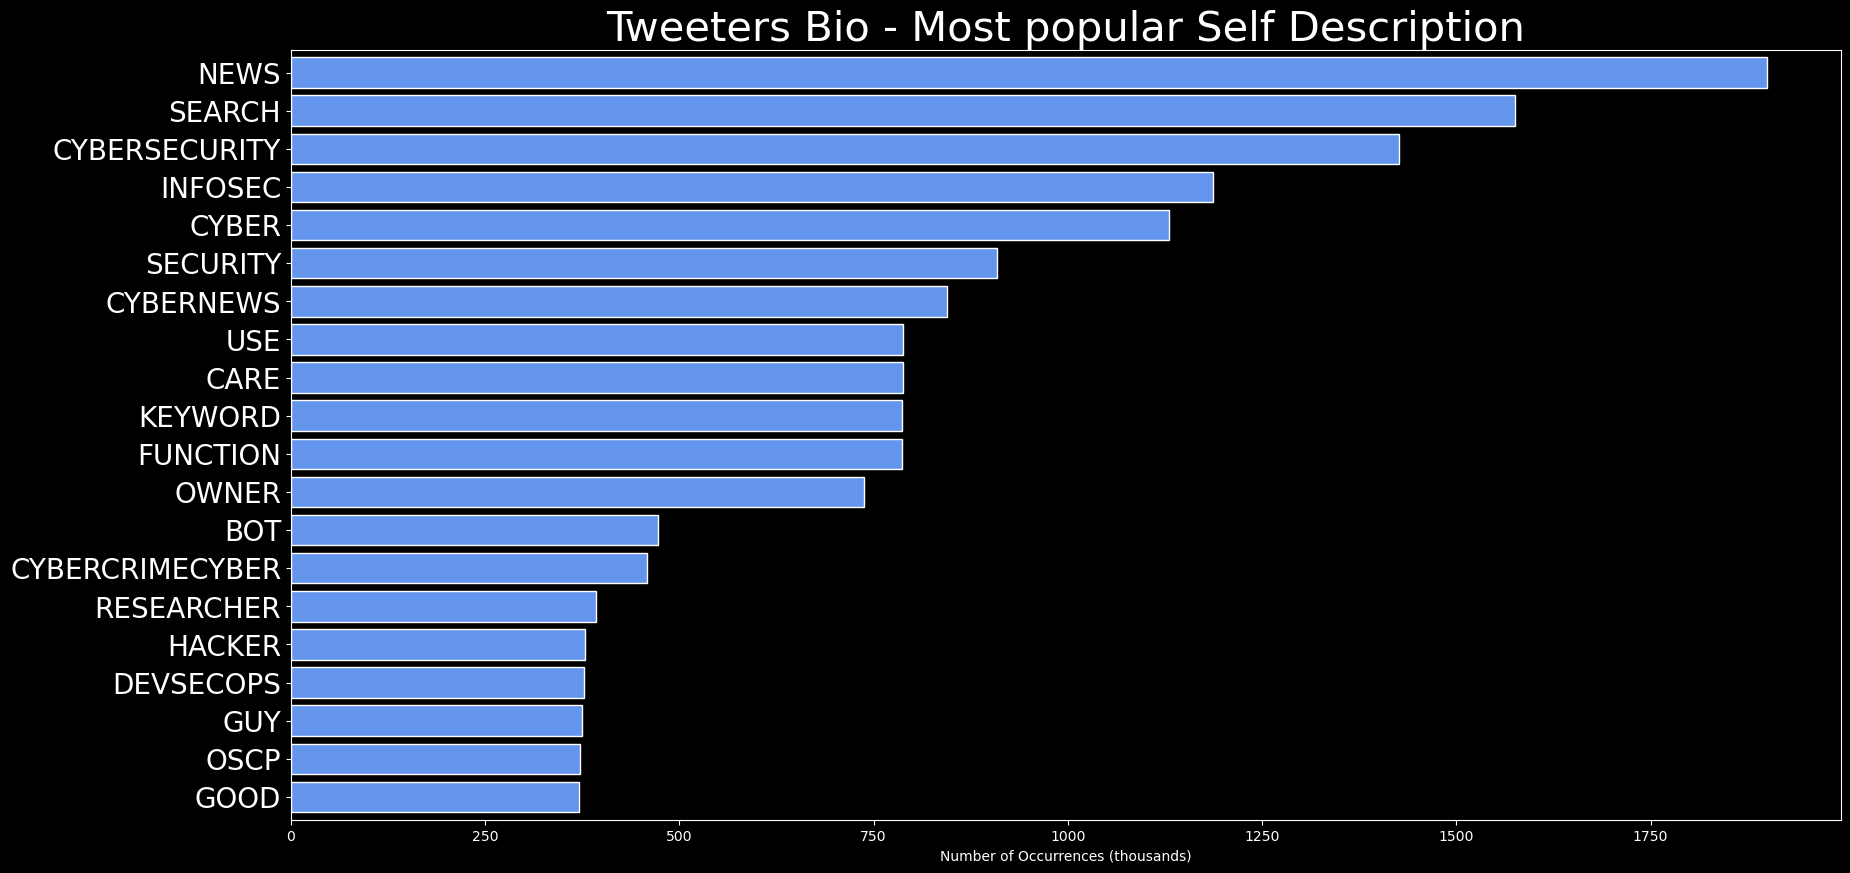 Tweeters Bio - Most popular Self Description
NEWS
SEARCH
CYBERSECURITY
INFOSEC
CYBER
SECURITY
CYBERNEWS
USE
CARE
KEYWORD
FUNCTION
OWNER
BOT
CYBERCRIMECYBER
RESEARCHER
HACKER
DEVSECOPS
GUY
OSCP
GOOD
0 250 500 750 1000 1250 1500 1750
Number of Occurrences (thousands)